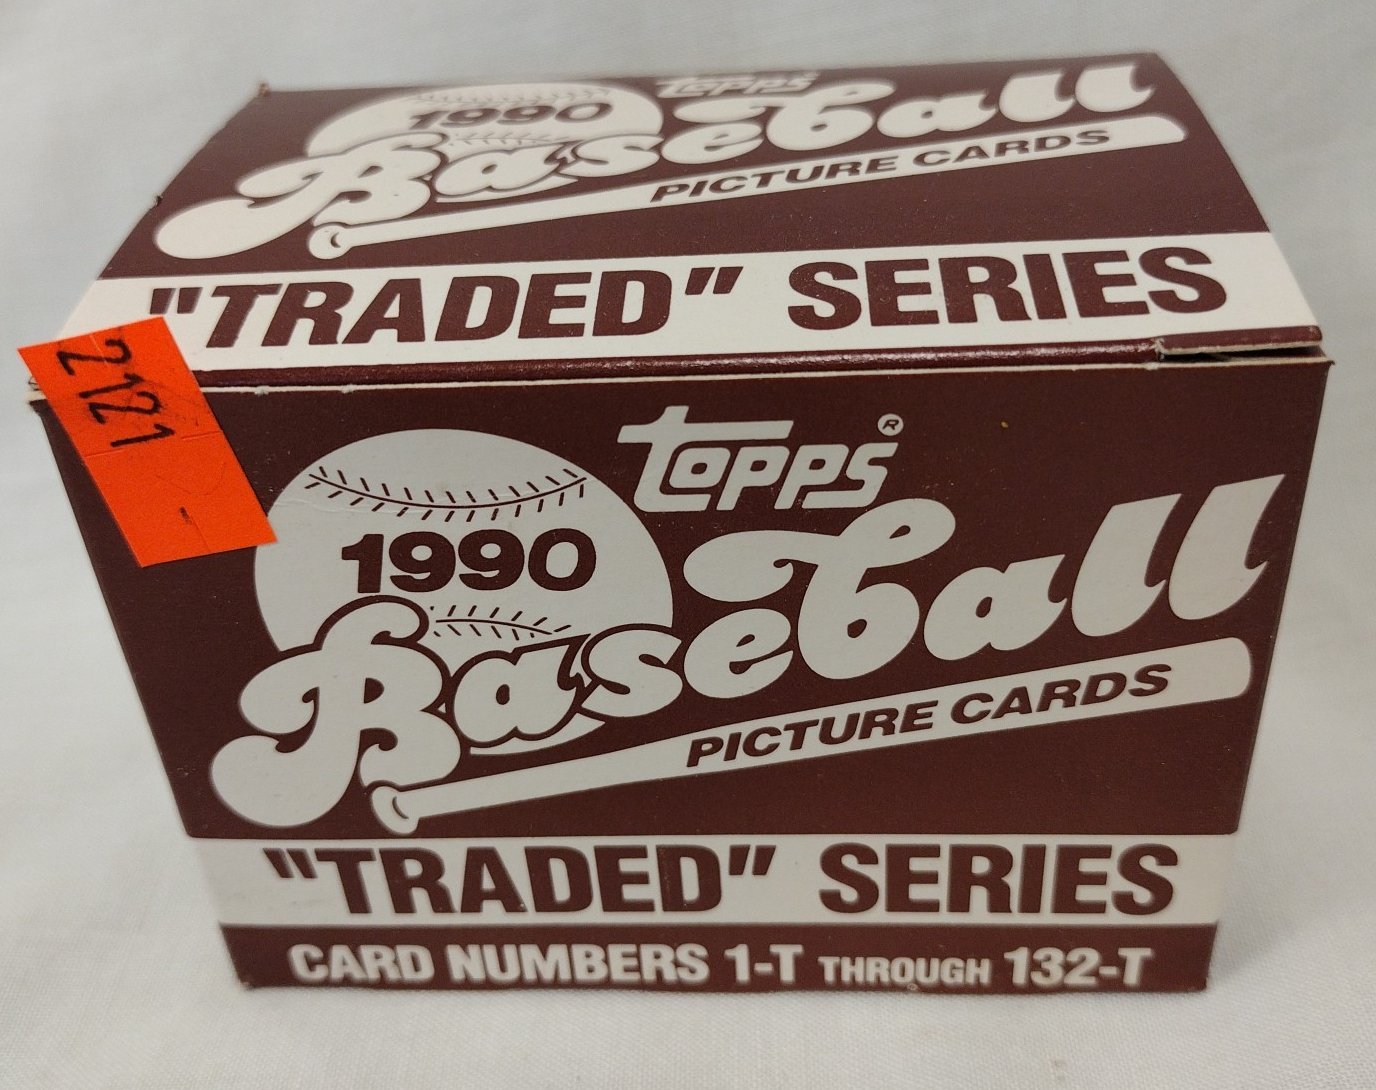 1990
topps
Baseball
PICTURE CARDS
"TRADED" SERIES
topps®
1990
Baseball
PICTURE CARDS
"TRADED" SERIES
CARD NUMBERS 1-T THROUGH 132-T